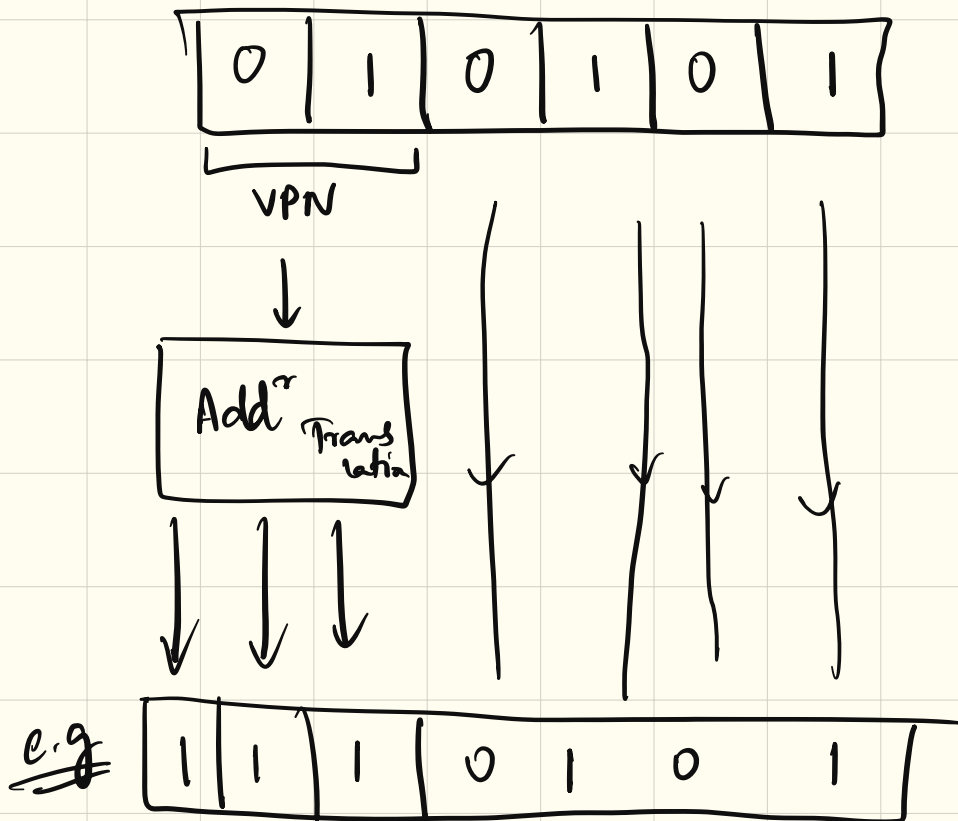 0 1 0 1 0 1
VPN
Addr
Trans
lation
e.g 1 1 1 0 1 0 1